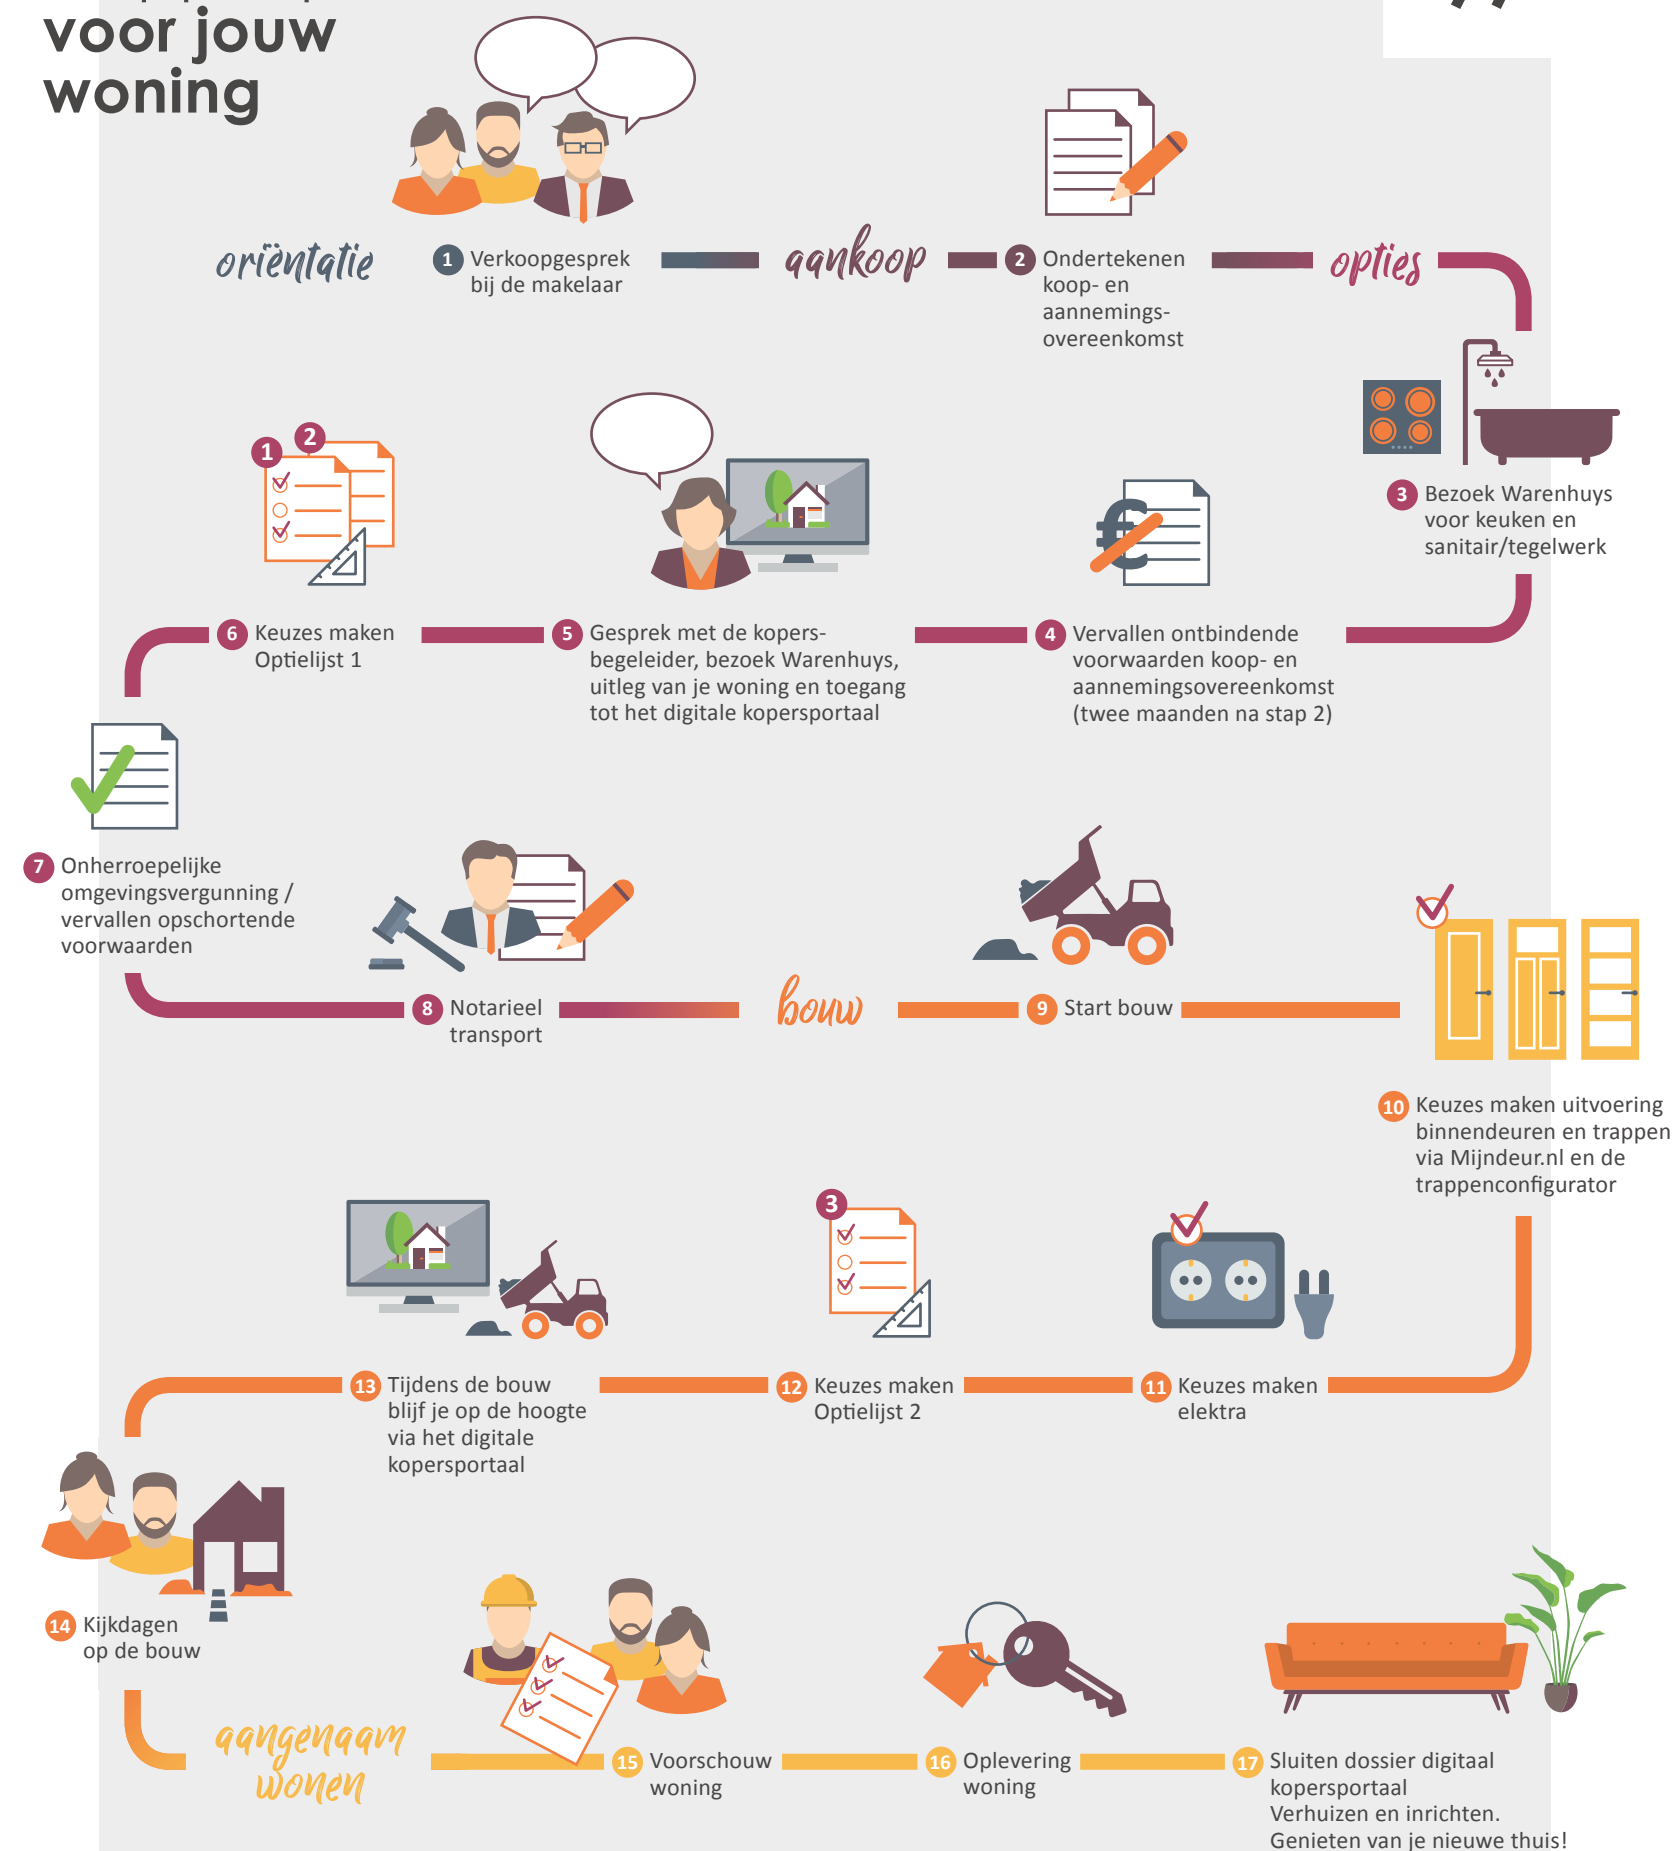 voor jouw
woning
oriëntatie
1 Verkoopgesprek
bij de makelaar
aankoop
2 Ondertekenen
koop- en
aannemings-
overeenkomst
opties
3 Bezoek Warenhuys
voor keuken en
sanitair/tegelwerk
€
4 Vervallen ontbindende
voorwaarden koop- en
aannemingsovereenkomst
(twee maanden na stap 2)
5 Gesprek met de kopers-
begeleider, bezoek Warenhuys,
uitleg van je woning en toegang
tot het digitale kopersportaal
1 2
6 Keuzes maken
Optielijst 1
7 Onherroepelijke
omgevingsvergunning /
vervallen opschortende
voorwaarden
8 Notarieel
transport
bouw
9 Start bouw
10 Keuzes maken uitvoering
binnendeuren en trappen
via Mijndeur.nl en de
trappenconfigurator
11 Keuzes maken
elektra
3
12 Keuzes maken
Optielijst 2
13 Tijdens de bouw
blijf je op de hoogte
via het digitale
kopersportaal
14 Kijkdagen
op de bouw
aangenaam
wonen
15 Voorschouw
woning
16 Oplevering
woning
17 Sluiten dossier digitaal
kopersportaal
Verhuizen en inrichten.
Genieten van je nieuwe thuis!